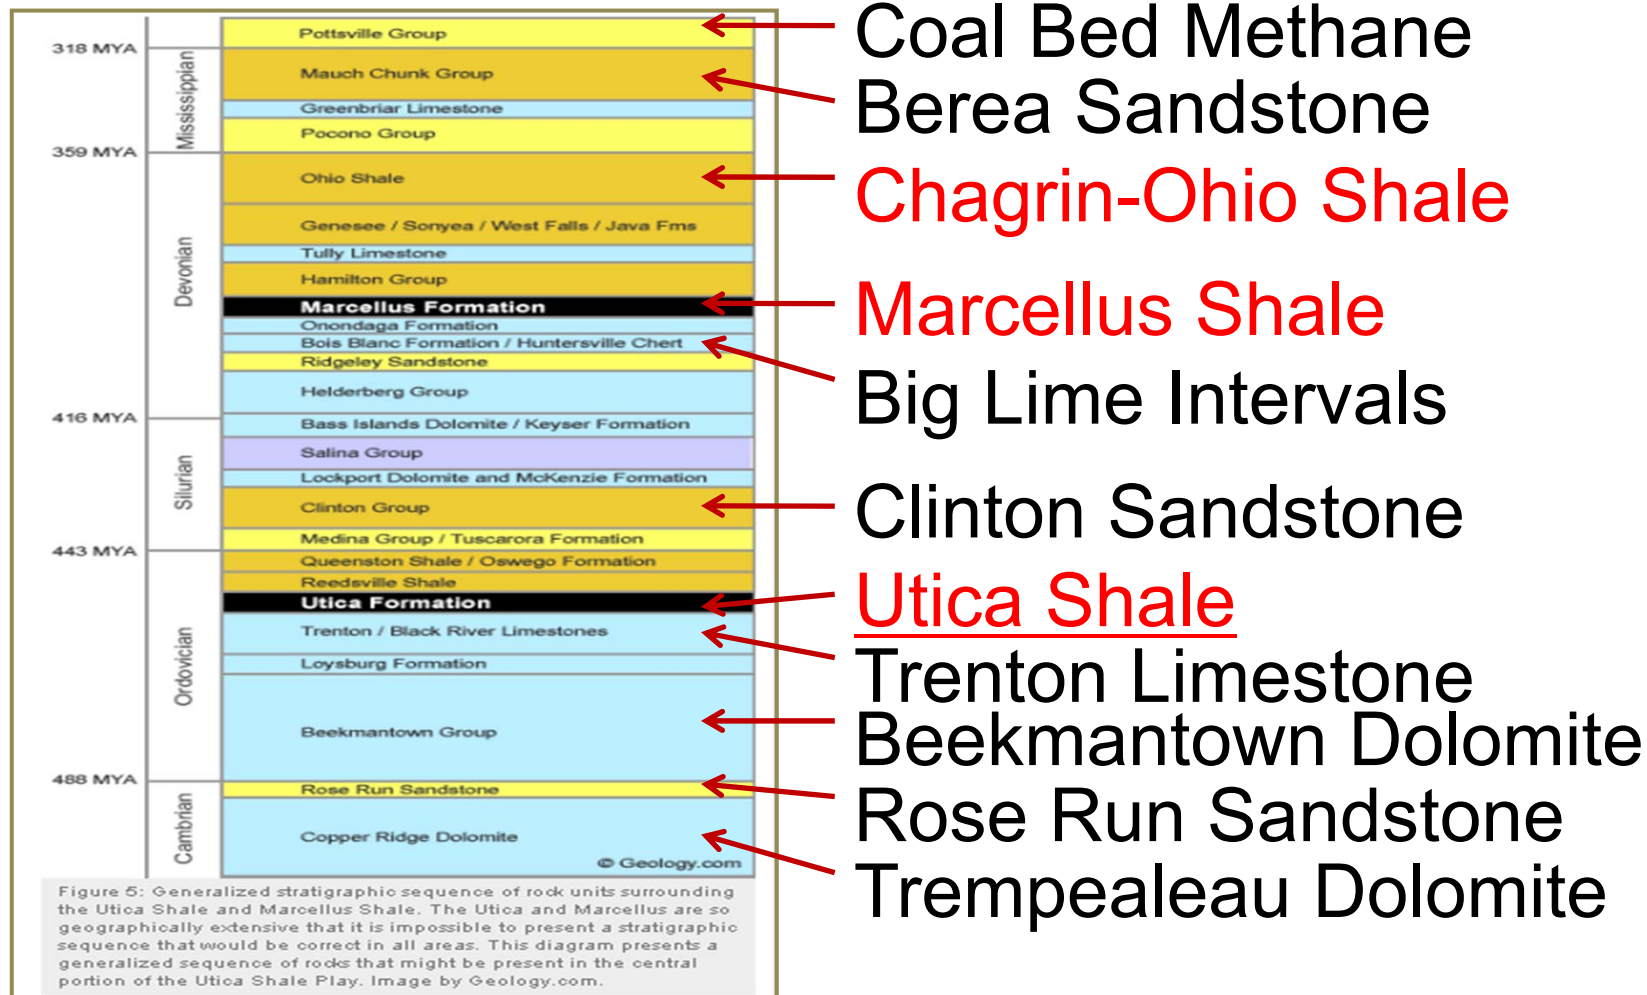 Pottsville Group
318 MYA
Mississippian
Mauch Chunk Group
Greenbriar Limestone
Pocono Group
359 MYA
Devonian
Ohio Shale
Genesee / Sonyea / West Falls / Java Fms
Tully Limestone
Hamilton Group
Marcellus Formation
Onondaga Formation
Bois Blanc Formation / Huntersville Chert
Ridgeley Sandstone
Helderberg Group
416 MYA
Silurian
Bass Islands Dolomite / Keyser Formation
Salina Group
Lockport Dolomite and McKenzie Formation
Clinton Group
Medina Group / Tuscarora Formation
443 MYA
Ordovician
Queenston Shale / Oswego Formation
Reedsville Shale
Utica Formation
Trenton / Black River Limestones
Loysburg Formation
Beekmantown Group
488 MYA
Cambrian
Rose Run Sandstone
Copper Ridge Dolomite
© Geology.com
Figure 5: Generalized stratigraphic sequence of rock units surrounding
the Utica Shale and Marcellus Shale. The Utica and Marcellus are so
geographically extensive that it is impossible to present a stratigraphic
sequence that would be correct in all areas. This diagram presents a
generalized sequence of rocks that might be present in the central
portion of the Utica Shale Play. Image by Geology.com.
Coal Bed Methane
Berea Sandstone
Chagrin-Ohio Shale
Marcellus Shale
Big Lime Intervals
Clinton Sandstone
Utica Shale
Trenton Limestone
Beekmantown Dolomite
Rose Run Sandstone
Trempealeau Dolomite